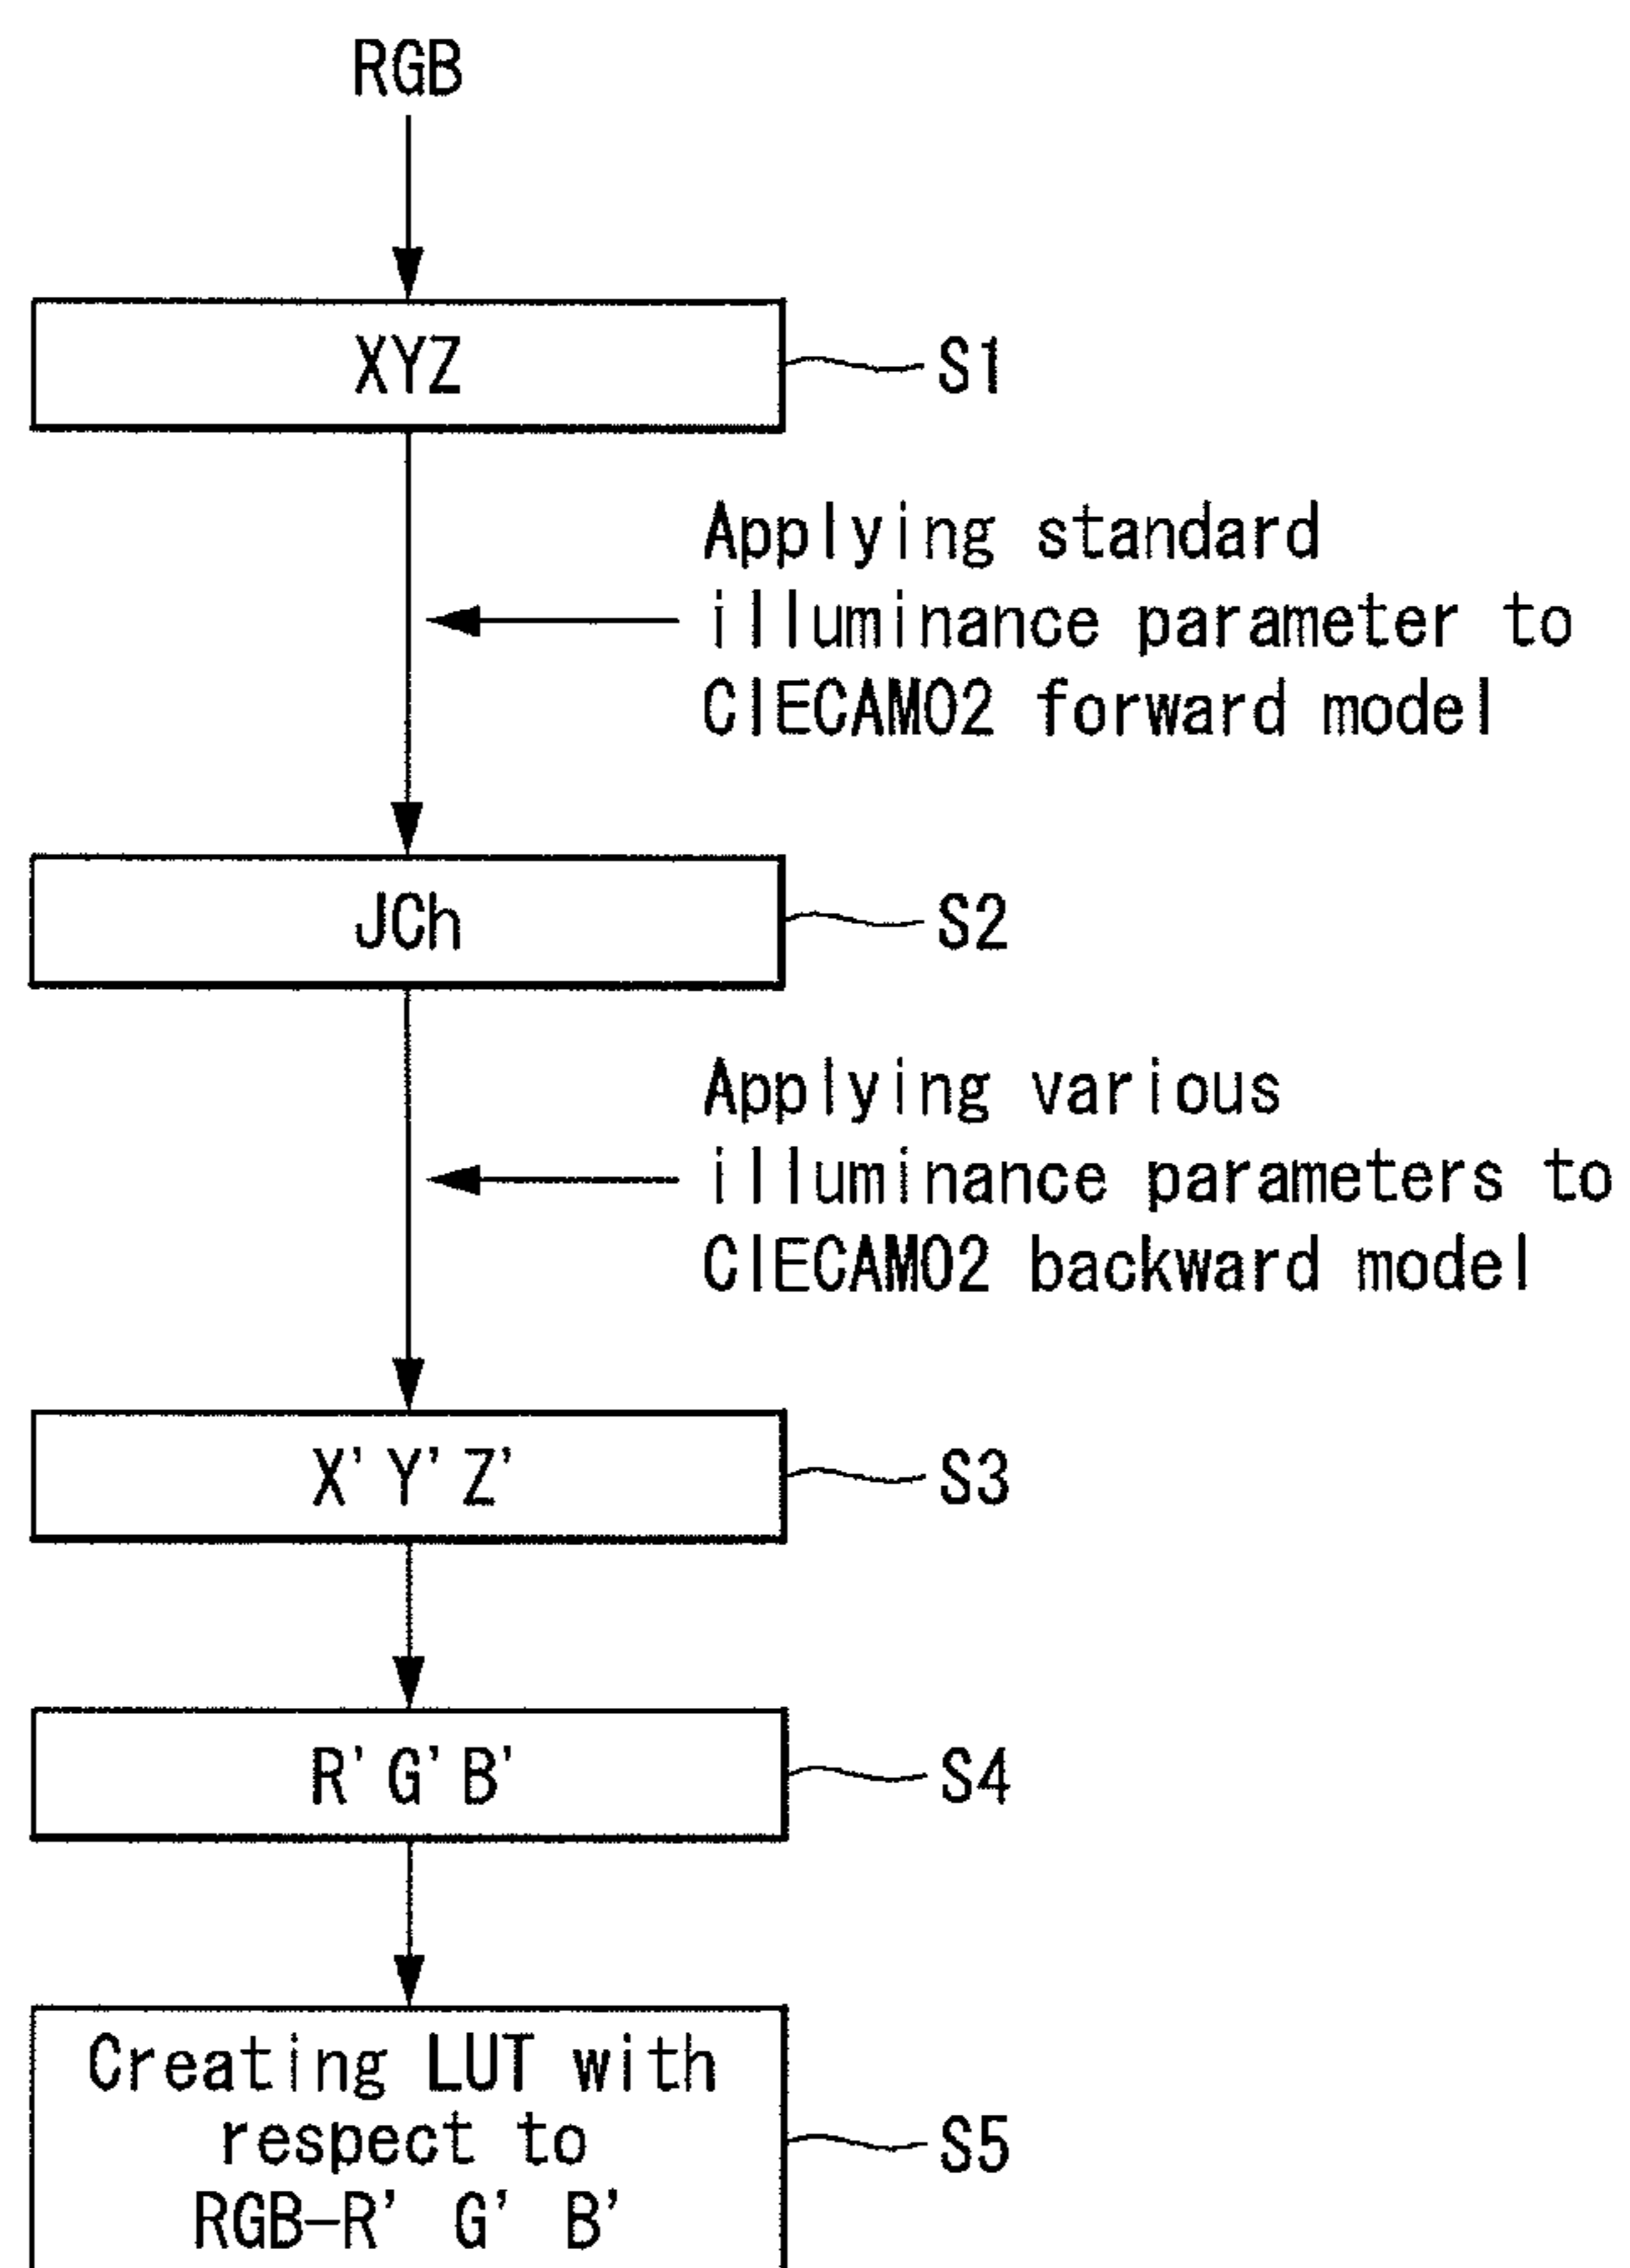 RGB
XYZ
S1
Applying standard
illuminance parameter to
CIECAM02 forward model
JCh
S2
Applying various
illuminance parameters to
CIECAM02 backward model
X' Y' Z'
S3
R' G' B'
S4
Creating LUT with
respect to
RGB-R' G' B'
S5